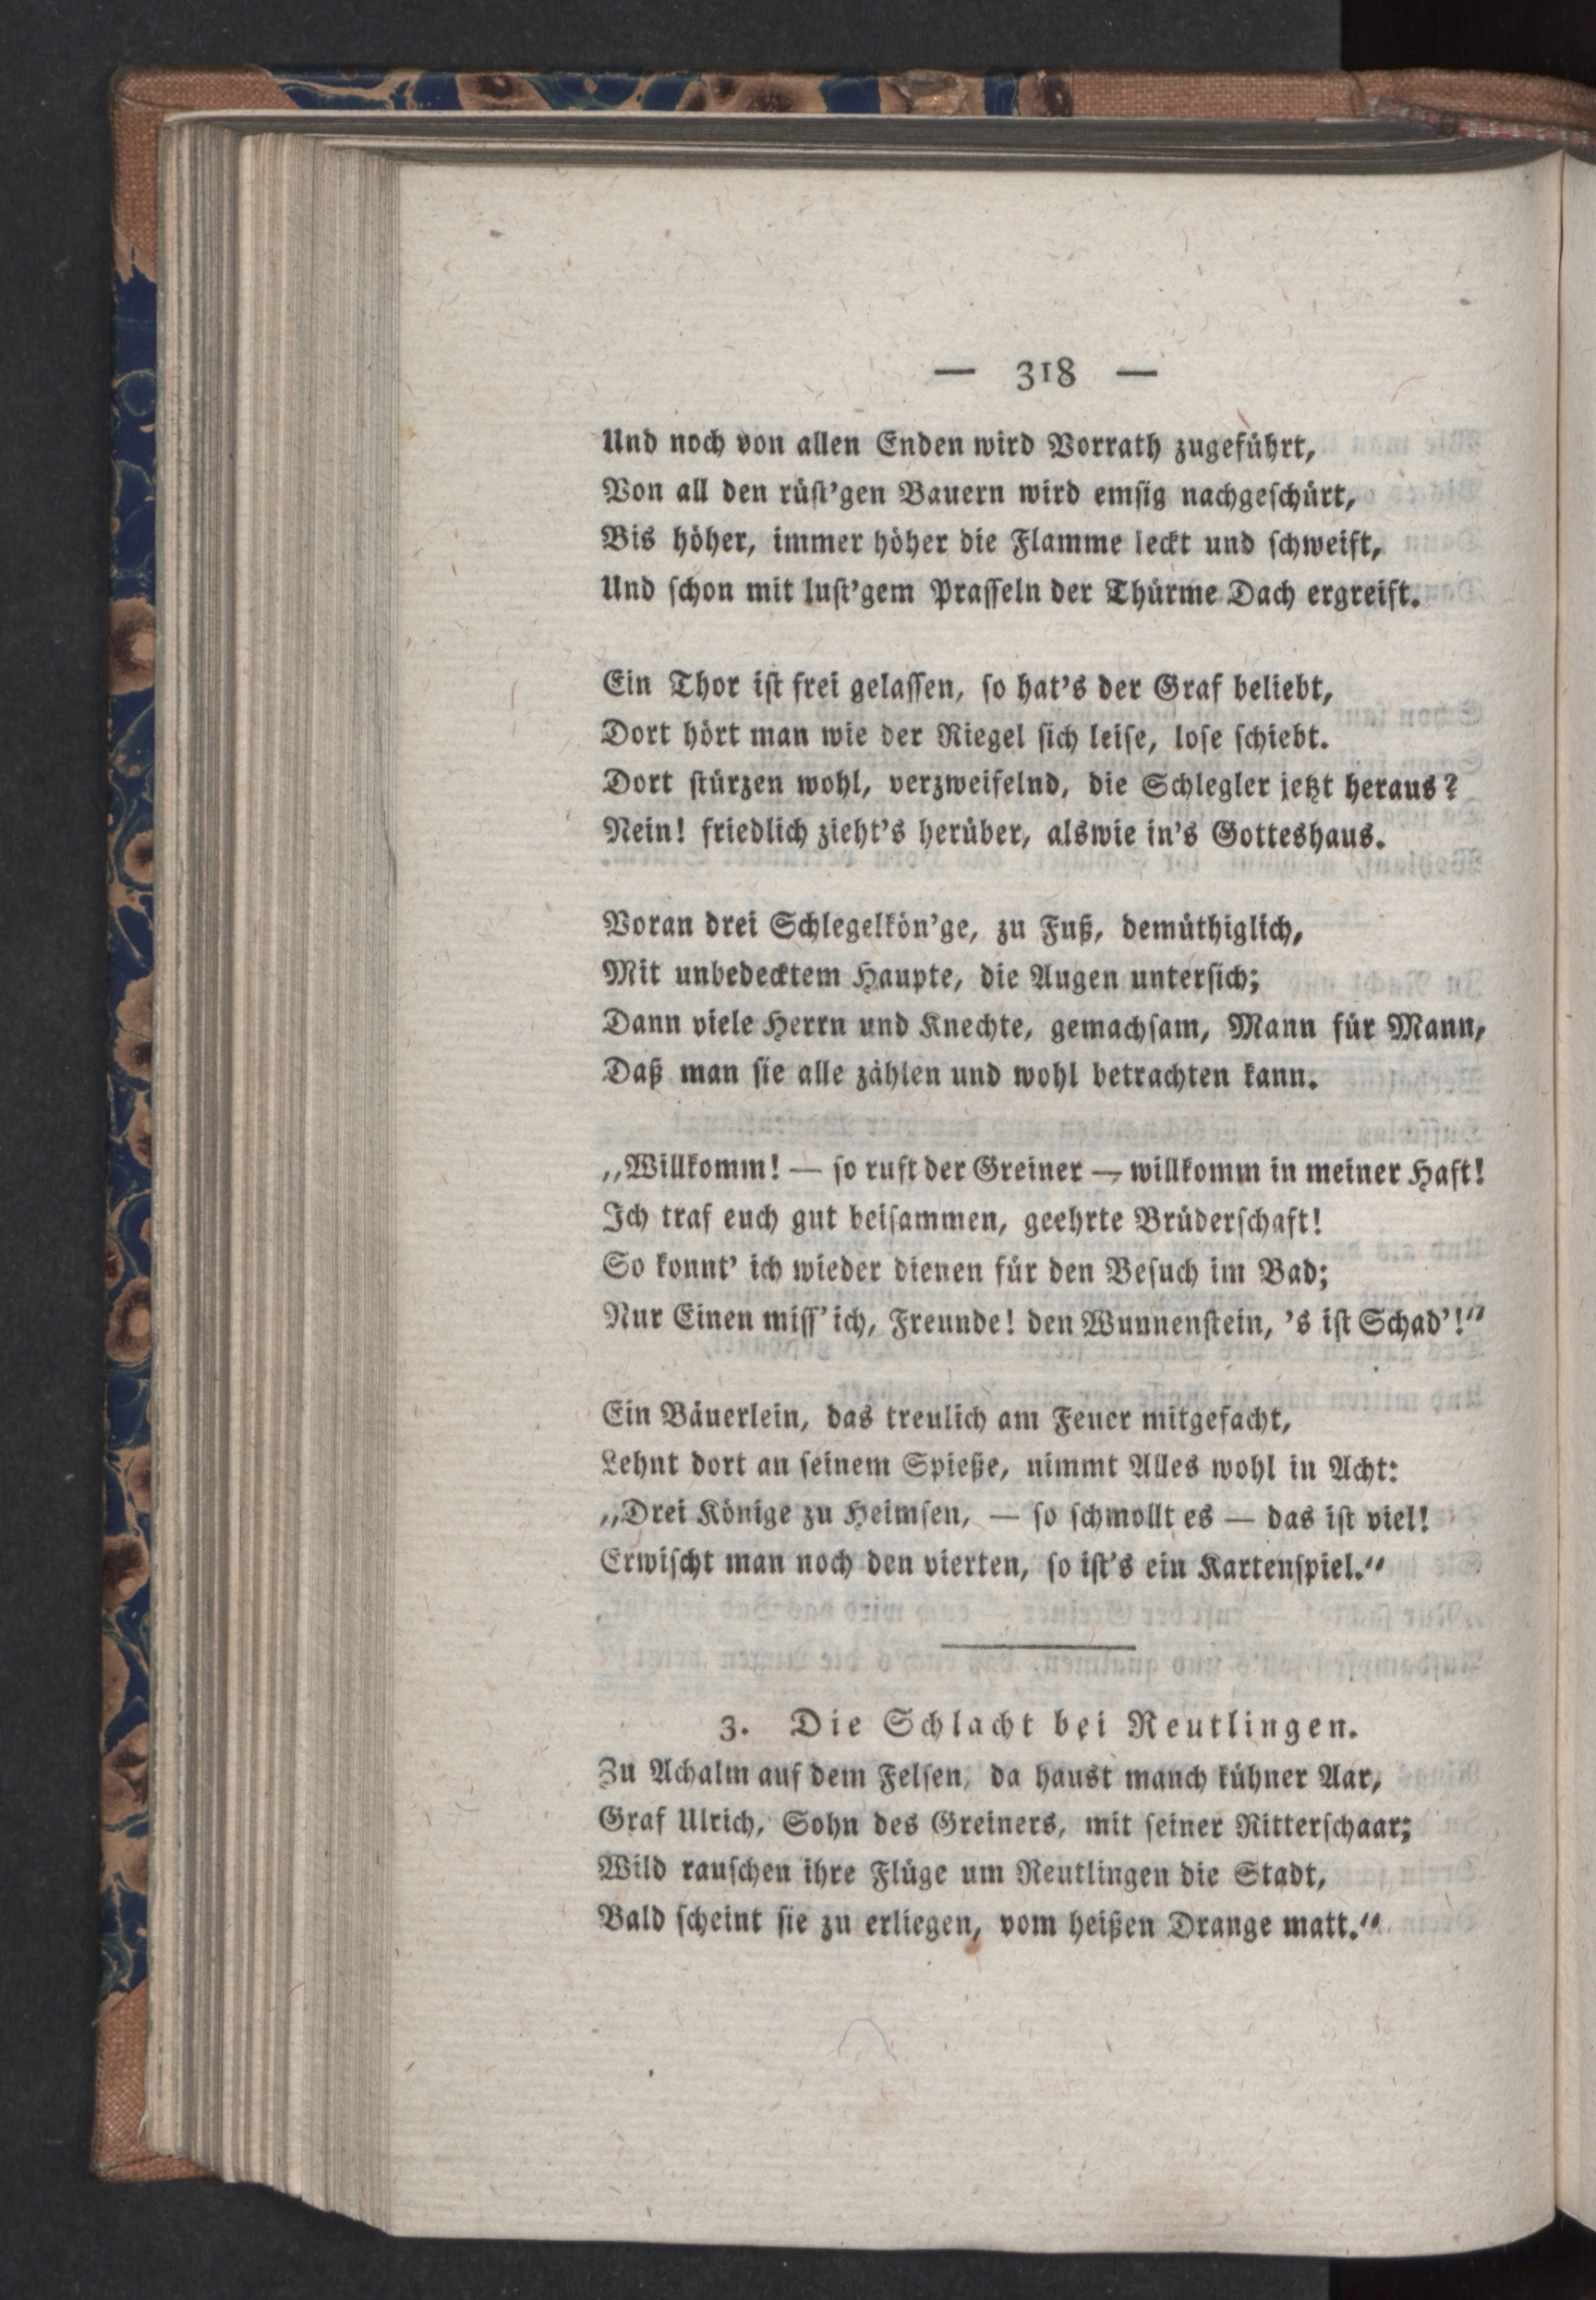 — 318 —
Und noch von allen Enden wird Vorrath zugeführt,
Von all den rüſt'gen Bauern wird emſig nachgeſchürt,
Bis höher, immer höher die Flamme leckt und ſchweift,
Und ſchon mit luſt'gem Praſſeln der Thürme Dach ergreift.
Ein Thor iſt frei gelaſſen, ſo hat's der Graf beliebt,
Dort hört man wie der Riegel ſich leiſe, loſe ſchiebt.
Dort ſtürzen wohl, verzweifelnd, die Schlegler jetzt heraus?
Nein! friedlich zieht's herüber, alswie in's Gotteshaus.
Voran drei Schlegelkön'ge, zu Fuß, demüthiglich,
Mit unbedecktem Haupte, die Augen unterſich;
Dann viele Herrn und Knechte, gemachſam, Mann für Mann,
Daß man ſie alle zählen und wohl betrachten kann.
„Willkomm! — ſo ruft der Greiner — willkomm in meiner Haft!
Ich traf euch gut beiſammen, geehrte Brüderſchaft!
So konnt' ich wieder dienen für den Beſuch im Bad;
Nur Einen miſſ' ich, Freunde! den Wunnenſtein, 's iſt Schad'!“
Ein Bäuerlein, das treulich am Feuer mitgefacht,
Lehnt dort an ſeinem Spieße, nimmt Alles wohl in Acht:
„Drei Könige zu Heimſen, — ſo ſchmollt es — das iſt viel!
Erwiſcht man noch den vierten, ſo iſt's ein Kartenſpiel.“
3. Die Schlacht bei Reutlingen.
Zu Achalm auf dem Felſen, da haust manch kühner Aar,
Graf Ulrich, Sohn des Greiners, mit ſeiner Ritterſchaar;
Wild rauſchen ihre Flüge um Reutlingen die Stadt,
Bald ſcheint ſie zu erliegen, vom heißen Drange matt.“